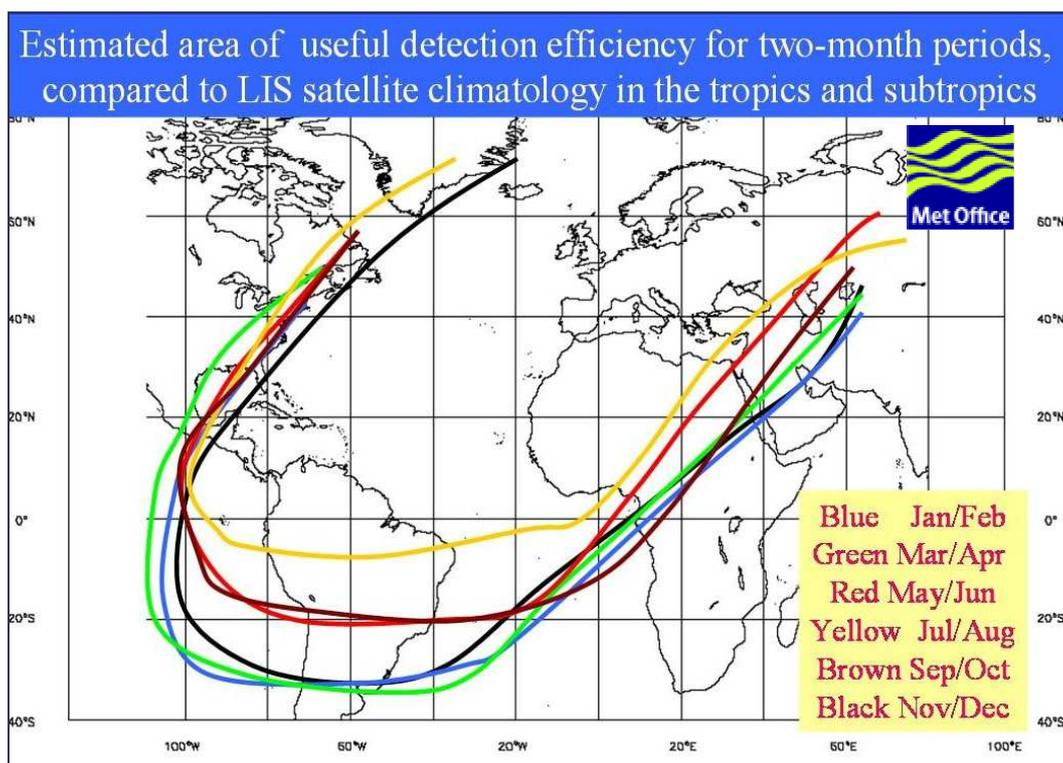 Estimated area of useful detection efficiency for two-month periods,
compared to LIS satellite climatology in the tropics and subtropics
80°N 80°N
Met Office
60°N 60°N
40°N 40°N
20°N 20°N
0° 0°
20°S 20°S
40°S 40°S
Blue Jan/Feb
Green Mar/Apr
Red May/Jun
Yellow Jul/Aug
Brown Sep/Oct
Black Nov/Dec
100°W 60°W 20°W 20°E 60°E 100°E